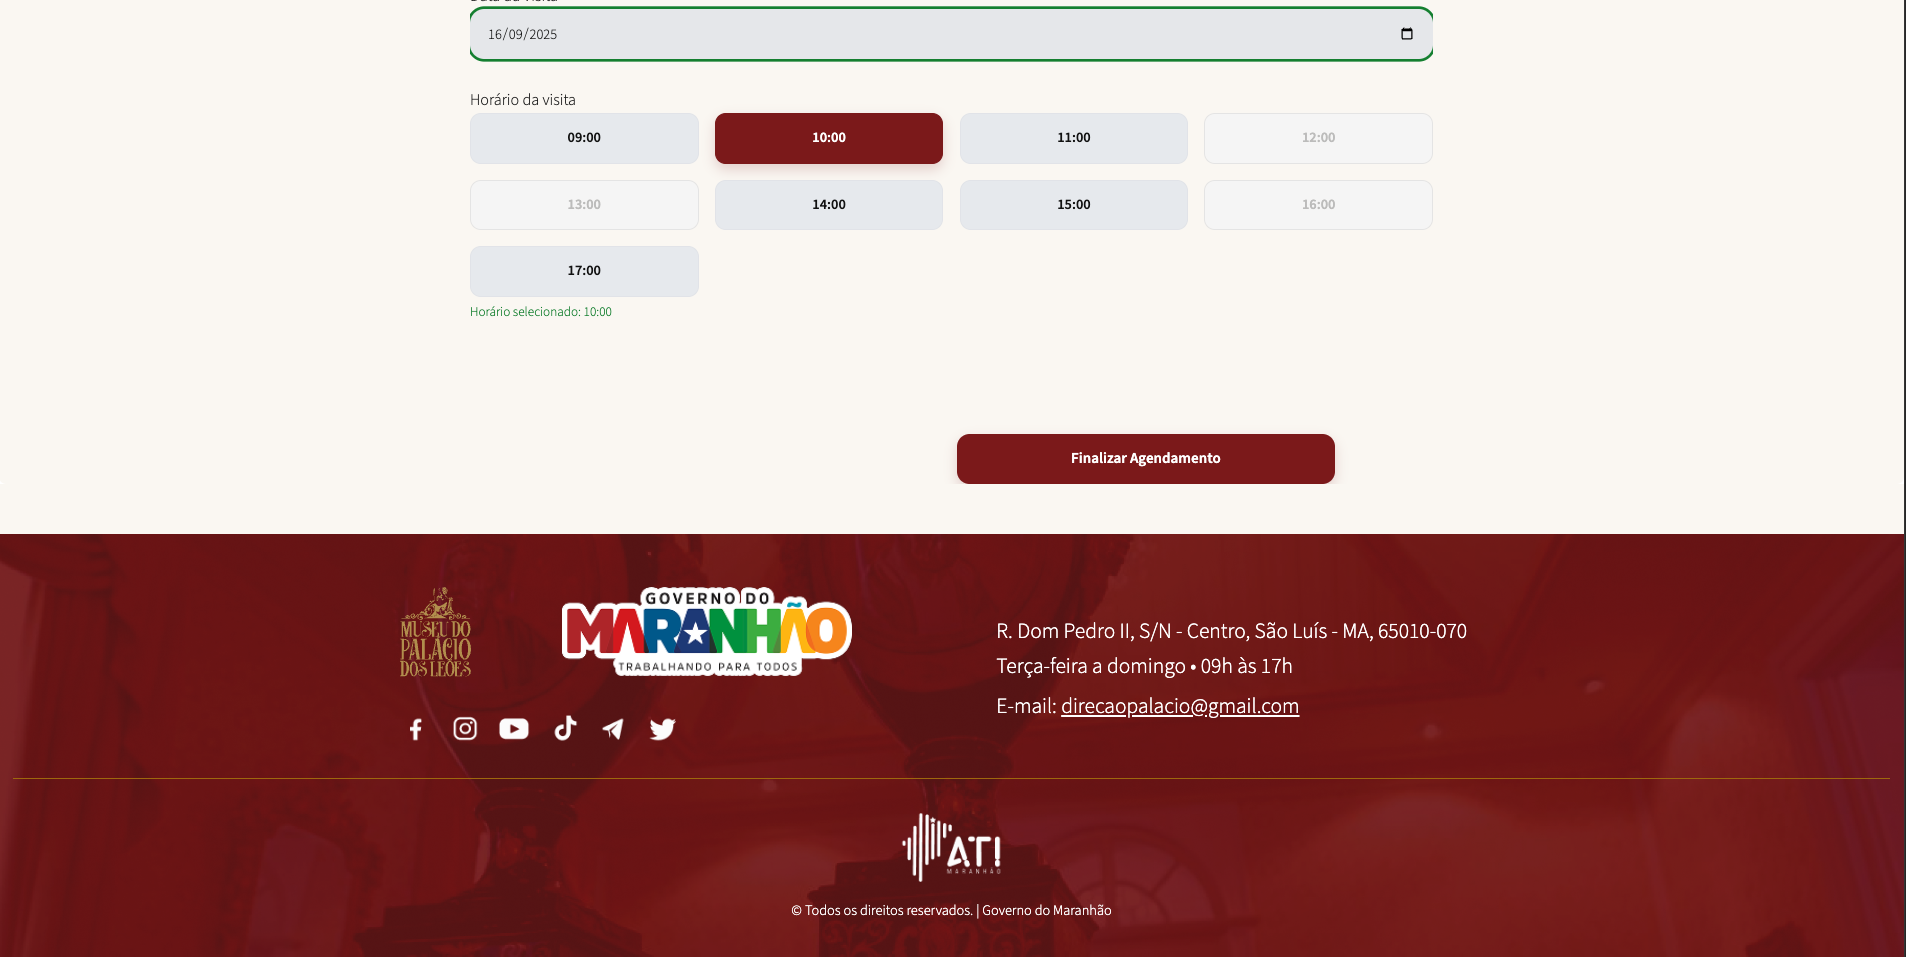 16/09/2025
Horário da visita
09:00
10:00
11:00
12:00
13:00
14:00
15:00
16:00
17:00
Horário selecionado: 10:00
Finalizar Agendamento
MUSEU DO
PALACIO
DOS LEÕES
GOVERNO DO
MARANHÃO
TRABALHANDO PARA TODOS
R. Dom Pedro II, S/N - Centro, São Luís - MA, 65010-070
Terça-feira a domingo • 09h às 17h
E-mail: direcaopalacio@gmail.com
ATI
MARANHÃO
© Todos os direitos reservados. | Governo do Maranhão